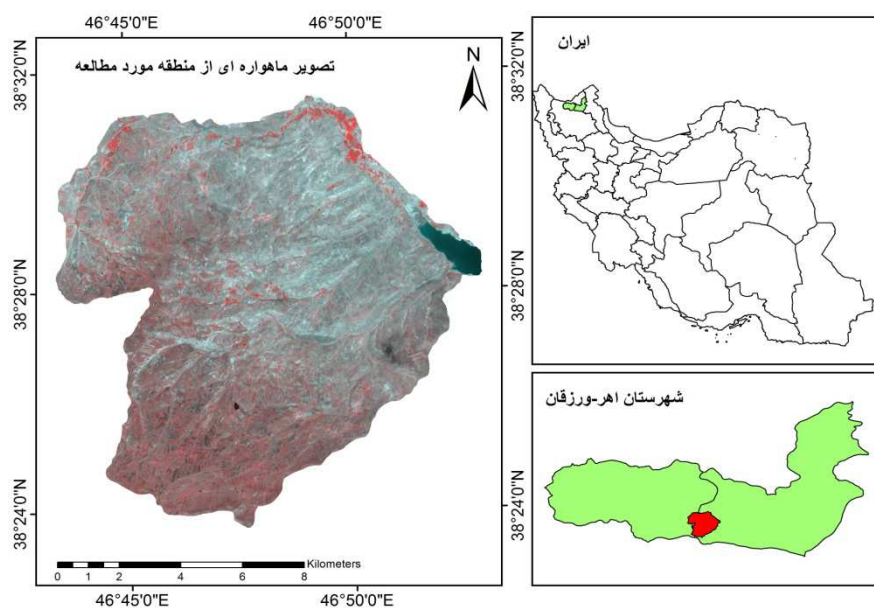 46°45'0"E
46°50'0"E
تصویر ماهواره ای از منطقه مورد مطالعه
N
38°32'0"N
38°28'0"N
38°24'0"N
0 1 2 4 6 8 Kilometers
46°45'0"E
46°50'0"E
ایران
38°32'0"N
38°28'0"N
شهرستان اهر-ورزقان
38°24'0"N